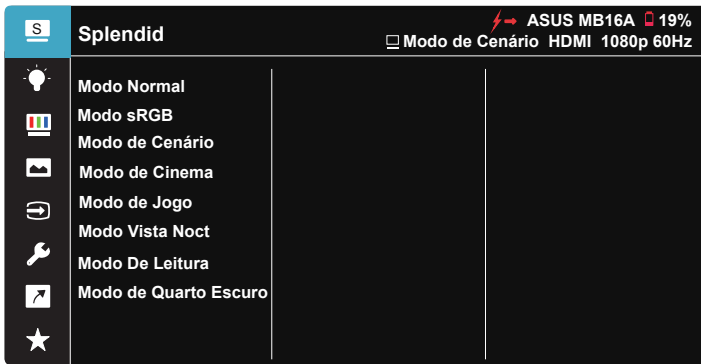 S
Splendid
ASUS MB16A 19%
Modo de Cenário HDMI 1080p 60Hz
Modo Normal
Modo sRGB
Modo de Cenário
Modo de Cinema
Modo de Jogo
Modo Vista Noct
Modo De Leitura
Modo de Quarto Escuro